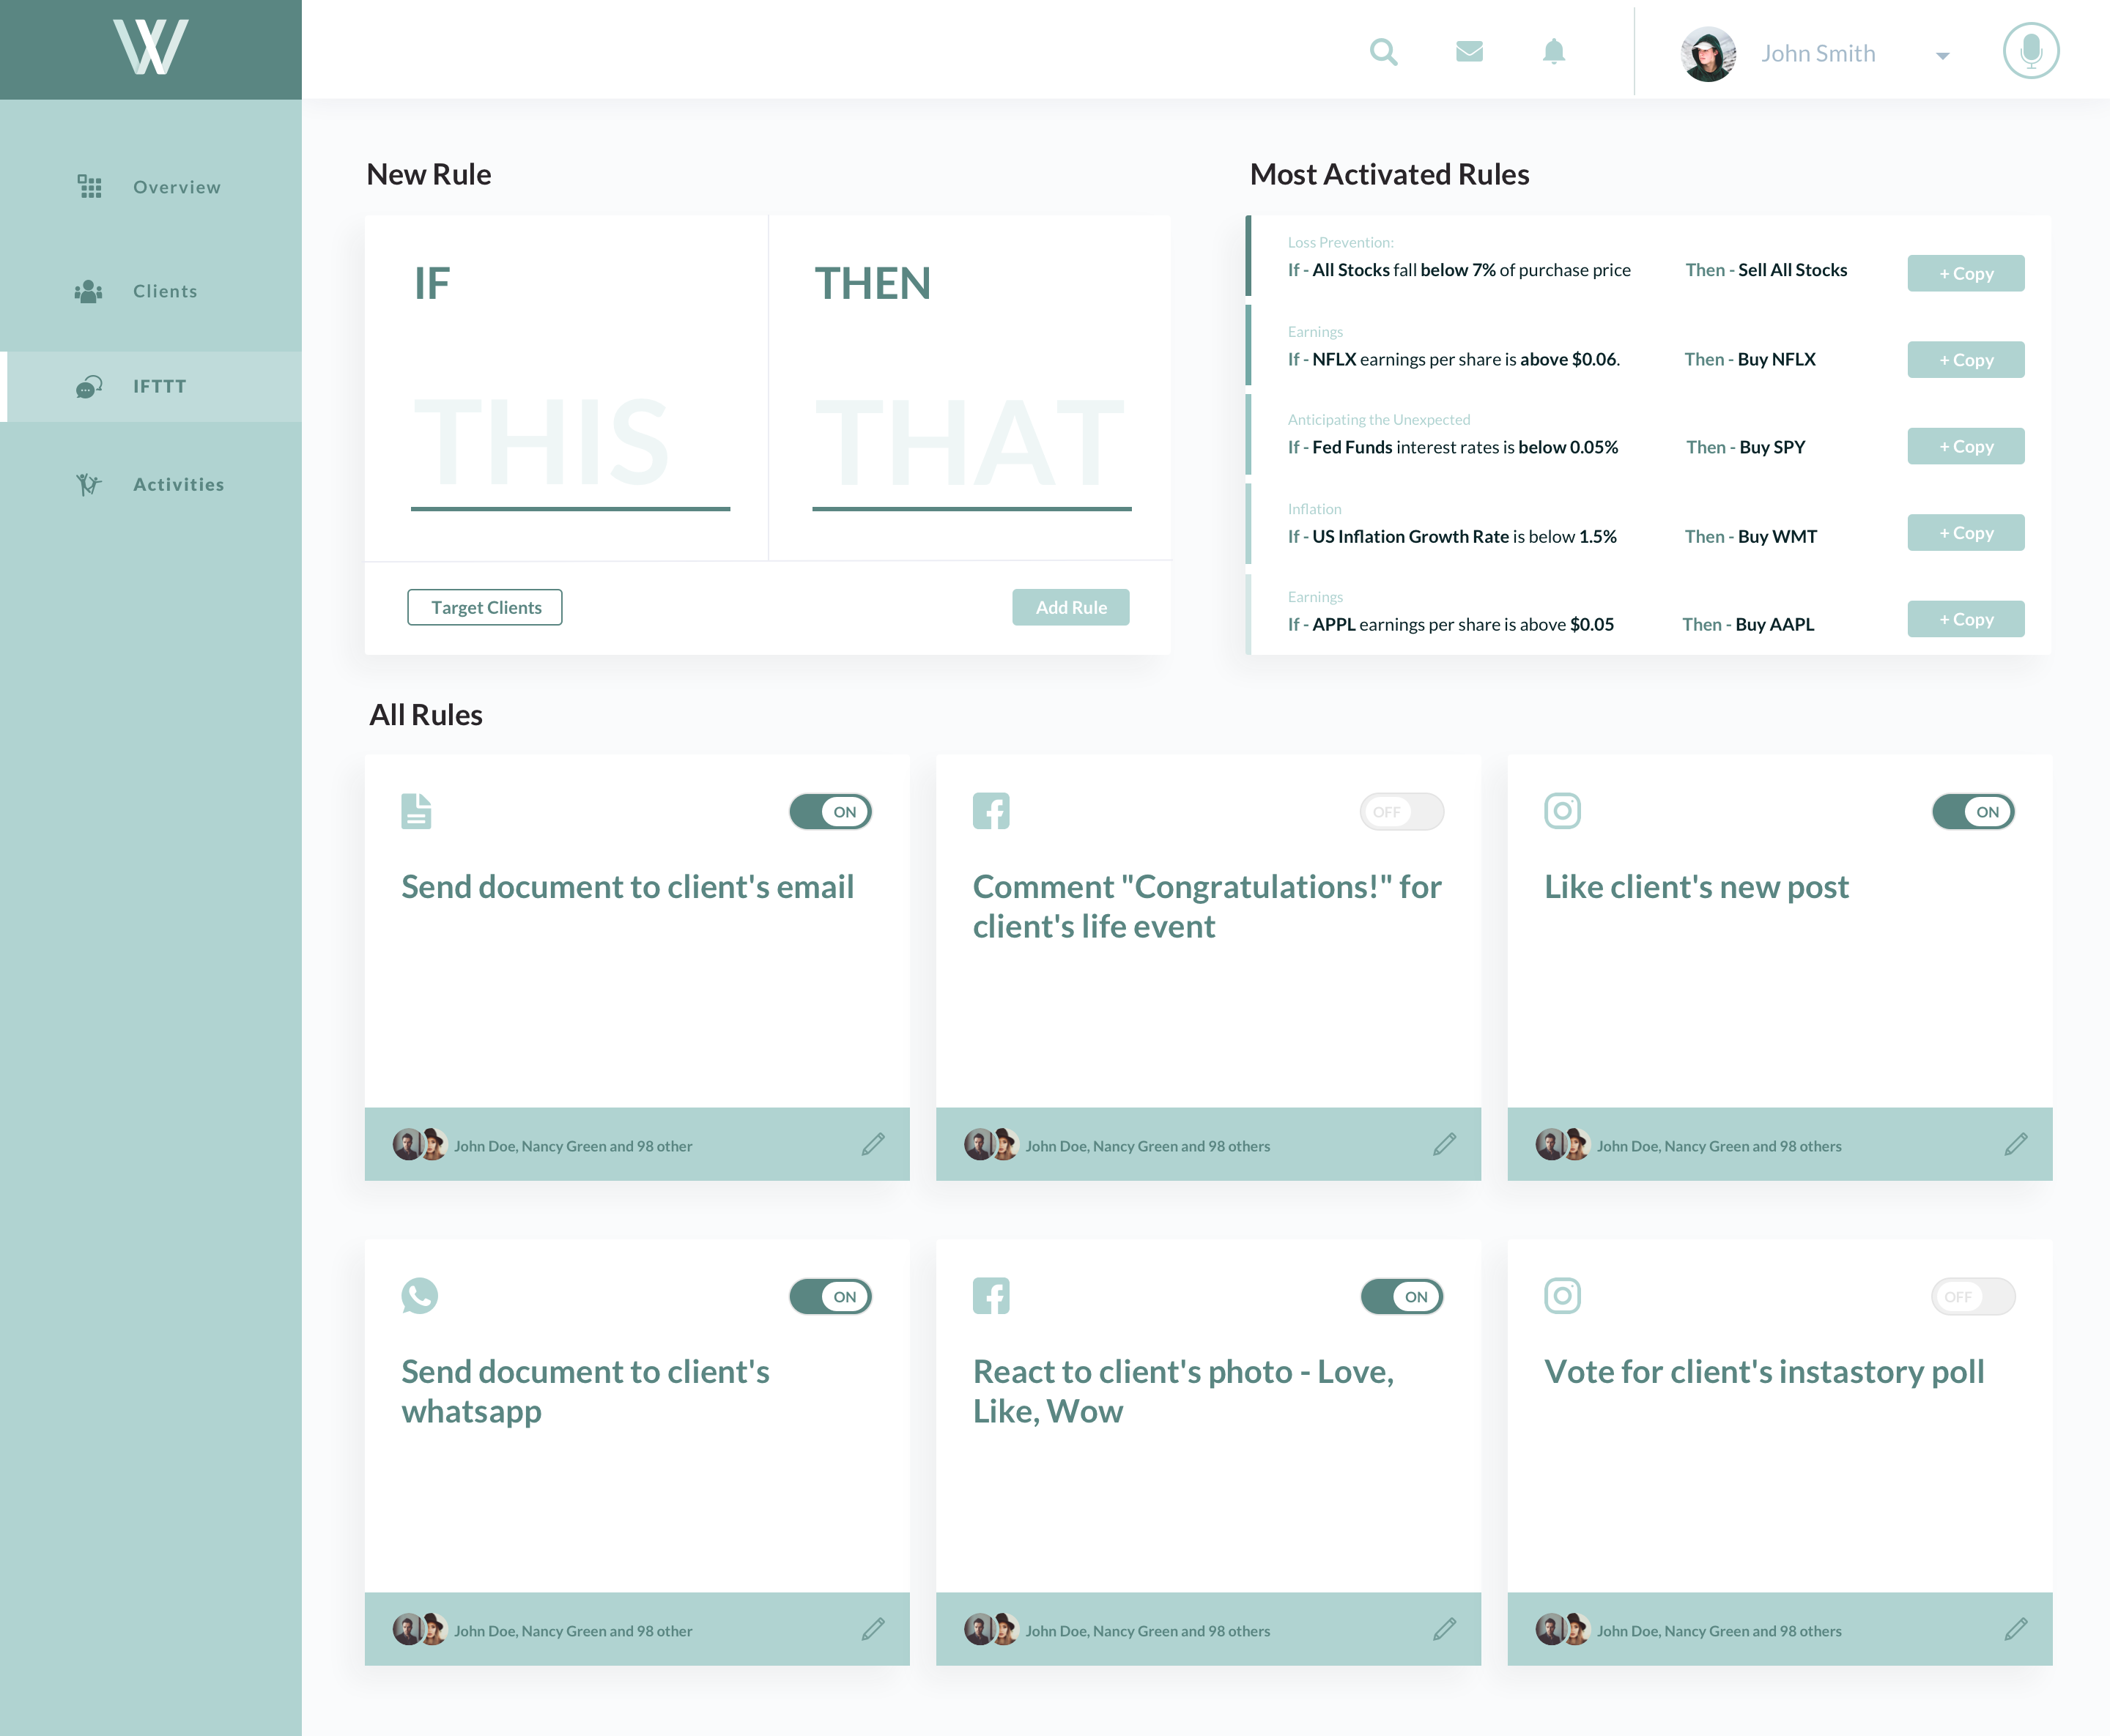 W
John Smith
Overview
Clients
IFTTT
Activities
New Rule
IF
THIS
THEN
THAT
Target Clients
Add Rule
Most Activated Rules
Loss Prevention:
If - All Stocks fall below 7% of purchase price Then - Sell All Stocks + Copy
Earnings
If - NFLX earnings per share is above $0.06. Then - Buy NFLX + Copy
Anticipating the Unexpected
If - Fed Funds interest rates is below 0.05% Then - Buy SPY + Copy
Inflation
If - US Inflation Growth Rate is below 1.5% Then - Buy WMT + Copy
Earnings
If - APPL earnings per share is above $0.05 Then - Buy AAPL + Copy
All Rules
ON
Send document to client's email
John Doe, Nancy Green and 98 other
OFF
Comment "Congratulations!" for
client's life event
John Doe, Nancy Green and 98 others
ON
Like client's new post
John Doe, Nancy Green and 98 others
ON
Send document to client's
whatsapp
John Doe, Nancy Green and 98 other
ON
React to client's photo - Love,
Like, Wow
John Doe, Nancy Green and 98 others
OFF
Vote for client's instastory poll
John Doe, Nancy Green and 98 others